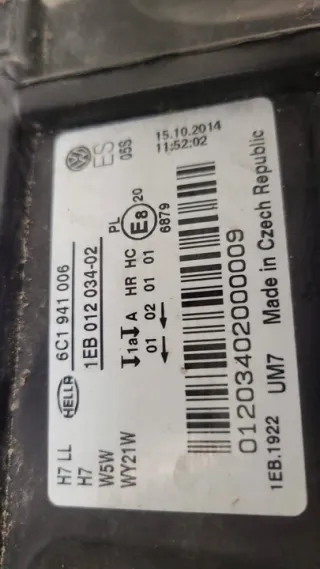 HELLA 6C1 941 006
1EB 012 034-02
ES
05S
15.10.2014
11:52:02
H7 LL
H7
W5W
WY21W
1a A HR HC PL
01 02 01 01
E8 20
6879
01203402000009
1EB.1922 UM7 Made in Czech Republic